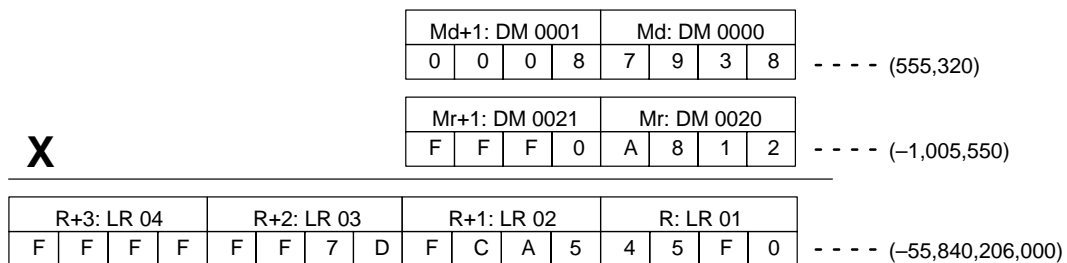 Md+1: DM 0001 Md: DM 0000
0 0 0 8 7 9 3 8 - - - - (555,320)
Mr+1: DM 0021 Mr: DM 0020
X F F F 0 A 8 1 2 - - - - (–1,005,550)
R+3: LR 04 R+2: LR 03 R+1: LR 02 R: LR 01
F F F F F F 7 D F C A 5 4 5 F 0 - - - - (–55,840,206,000)